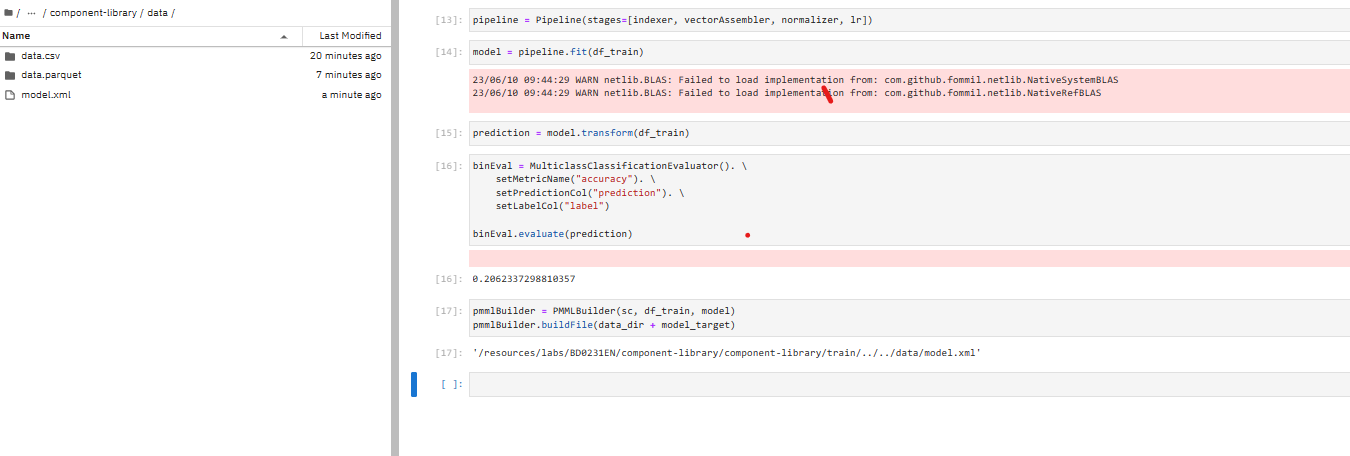 / ··· / component-library / data /
Name Last Modified
data.csv 20 minutes ago
data.parquet 7 minutes ago
model.xml a minute ago
[13]: pipeline = Pipeline(stages=[indexer, vectorAssembler, normalizer, lr])
[14]: model = pipeline.fit(df_train)
23/06/10 09:44:29 WARN netlib.BLAS: Failed to load implementation from: com.github.fommil.netlib.NativeSystemBLAS
23/06/10 09:44:29 WARN netlib.BLAS: Failed to load implementation from: com.github.fommil.netlib.NativeRefBLAS
[15]: prediction = model.transform(df_train)
[16]: binEval = MulticlassClassificationEvaluator(). \
setMetricName("accuracy"). \
setPredictionCol("prediction"). \
setLabelCol("label")
binEval.evaluate(prediction)
[16]: 0.2062337298810357
[17]: pmmlBuilder = PMMLBuilder(sc, df_train, model)
pmmlBuilder.buildFile(data_dir + model_target)
[17]: '/resources/labs/BD0231EN/component-library/component-library/train/../../data/model.xml'
[ ]: